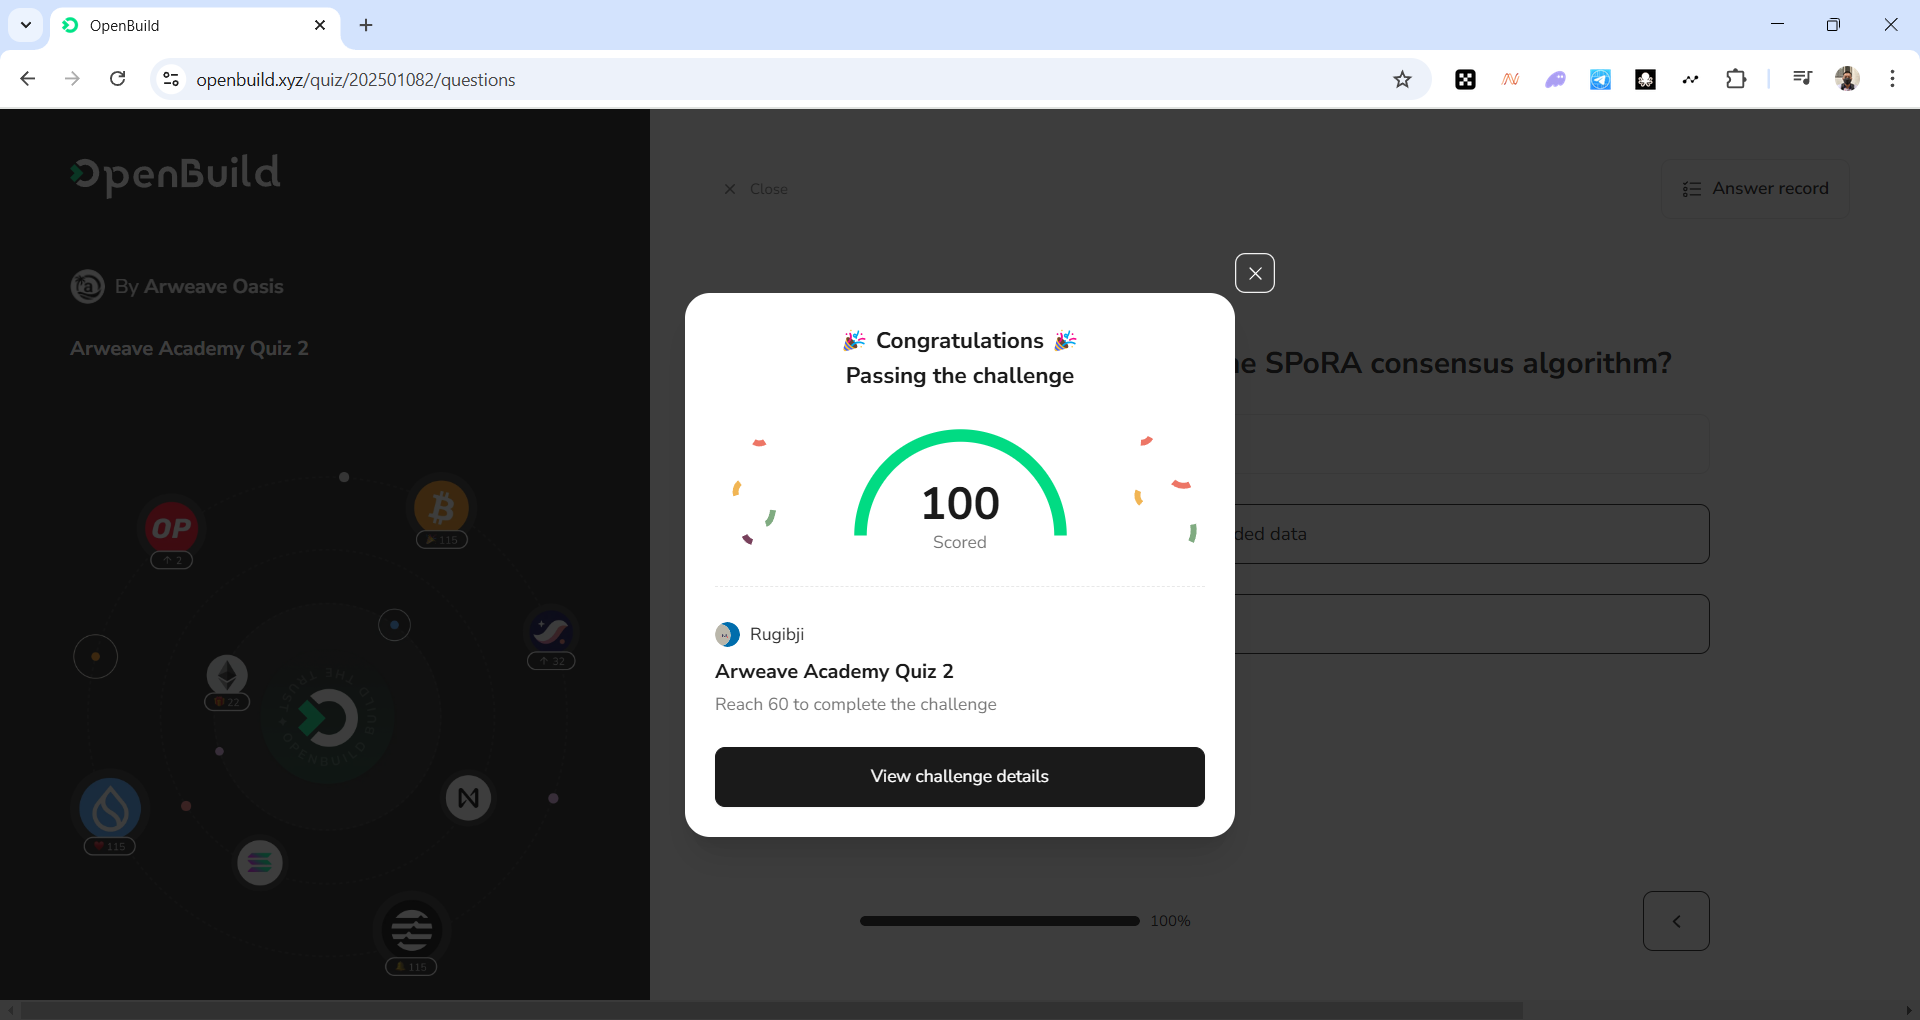 OpenBuild
openbuild.xyz/quiz/202501082/questions
OpenBuild
Close
Answer record
By Arweave Oasis
Arweave Academy Quiz 2
e SPoRA consensus algorithm?
ded data
🎉 Congratulations 🎉
Passing the challenge
100
Scored
Rugibji
Arweave Academy Quiz 2
Reach 60 to complete the challenge
View challenge details
OP
2
115
32
22
115
115
100%